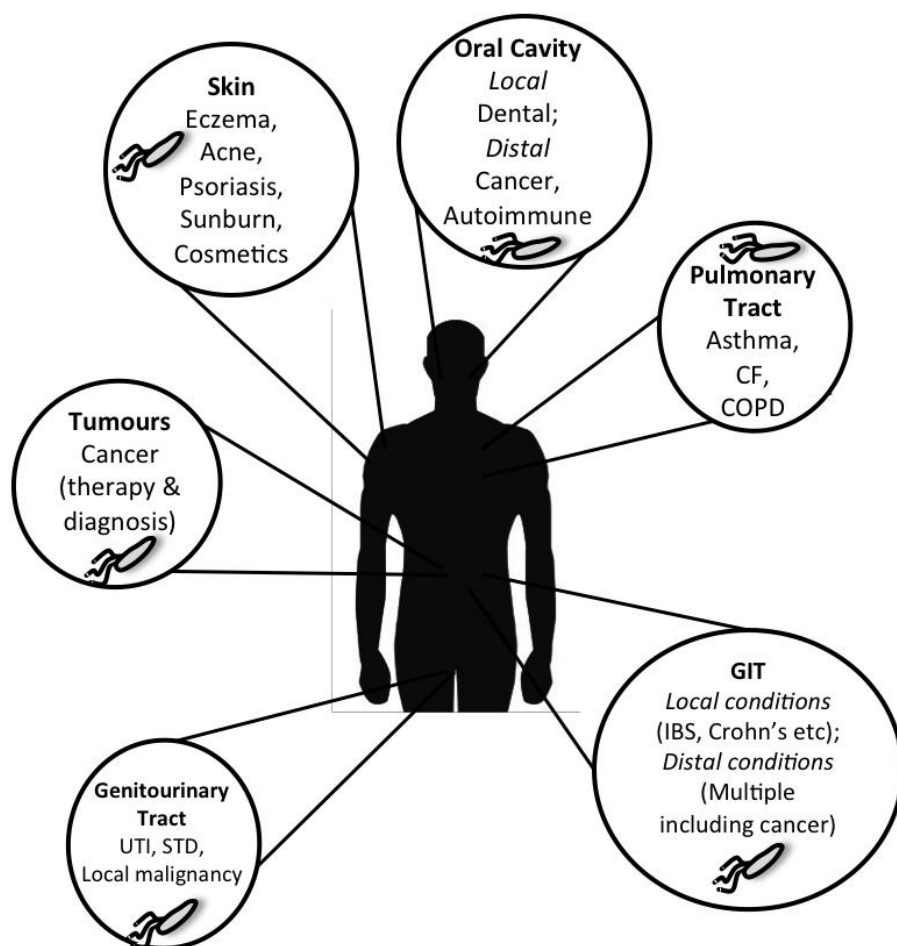 Skin
Eczema,
Acne,
Psoriasis,
Sunburn,
Cosmetics
Oral Cavity
Local
Dental;
Distal
Cancer,
Autoimmune
Pulmonary
Tract
Asthma,
CF,
COPD
Tumours
Cancer
(therapy &
diagnosis)
GIT
Local conditions
(IBS, Crohn's etc);
Distal conditions
(Multiple
including cancer)
Genitourinary
Tract
UTI, STD,
Local malignancy